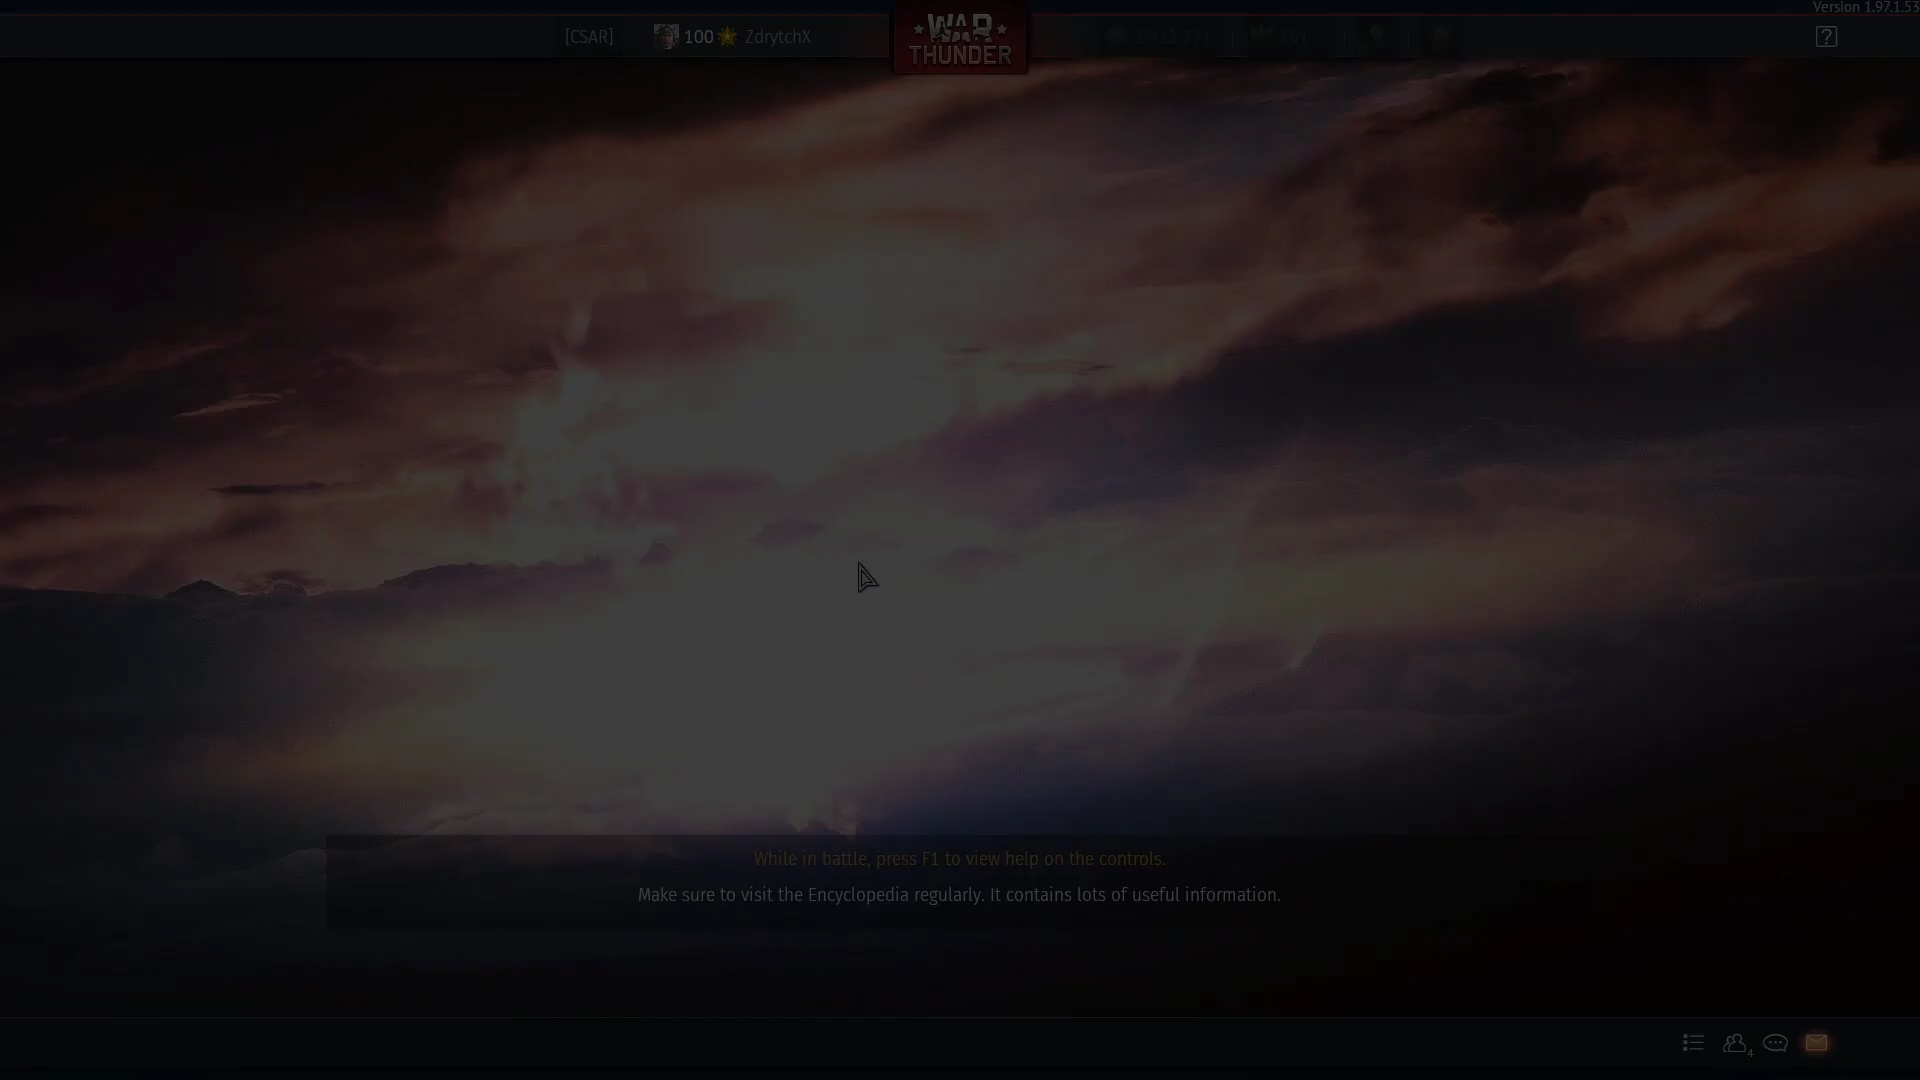 Version 1.97.1.53
[CSAR] 100 ZdrytchX
WAR
THUNDER
While in battle, press F1 to view help on the controls.
Make sure to visit the Encyclopedia regularly. It contains lots of useful information.
4